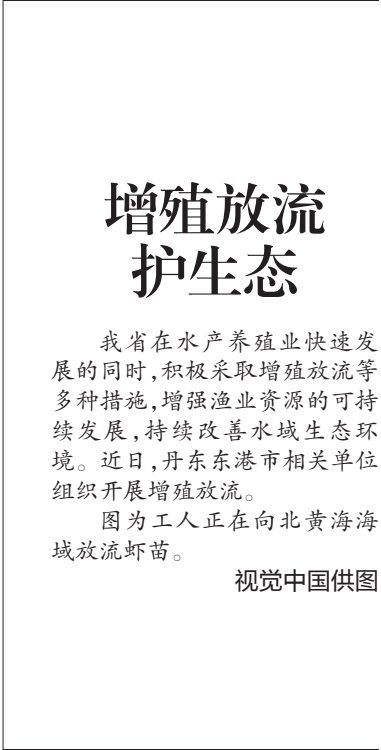 增殖放流
护生态
我省在水产养殖业快速发
展的同时,积极采取增殖放流等
多种措施,增强渔业资源的可持
续发展,持续改善水域生态环
境。近日,丹东东港市相关单位
组织开展增殖放流。
图为工人正在向北黄海海
域放流虾苗。
视觉中国供图